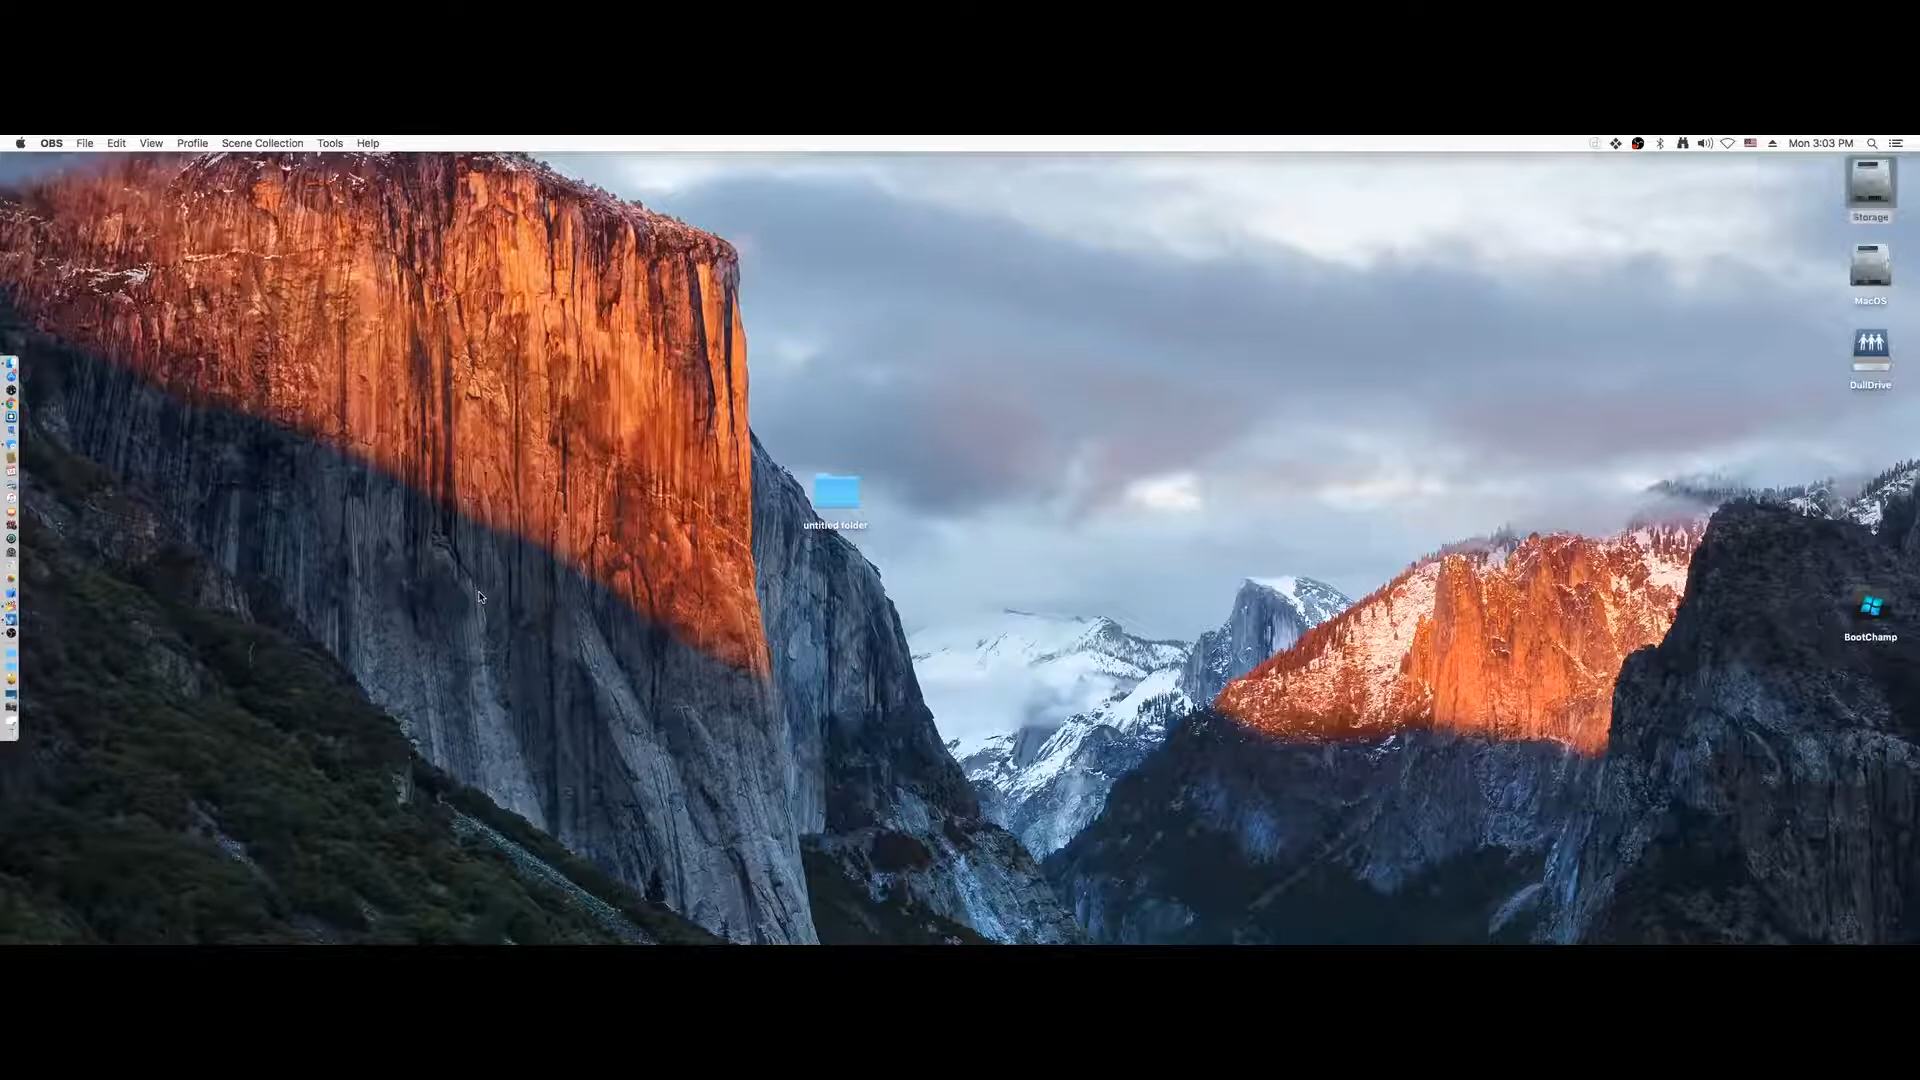 OBS File Edit View Profile Scene Collection Tools Help Mon 3:03 PM
Storage
MacOS
DullDrive
untitled folder
BootChamp